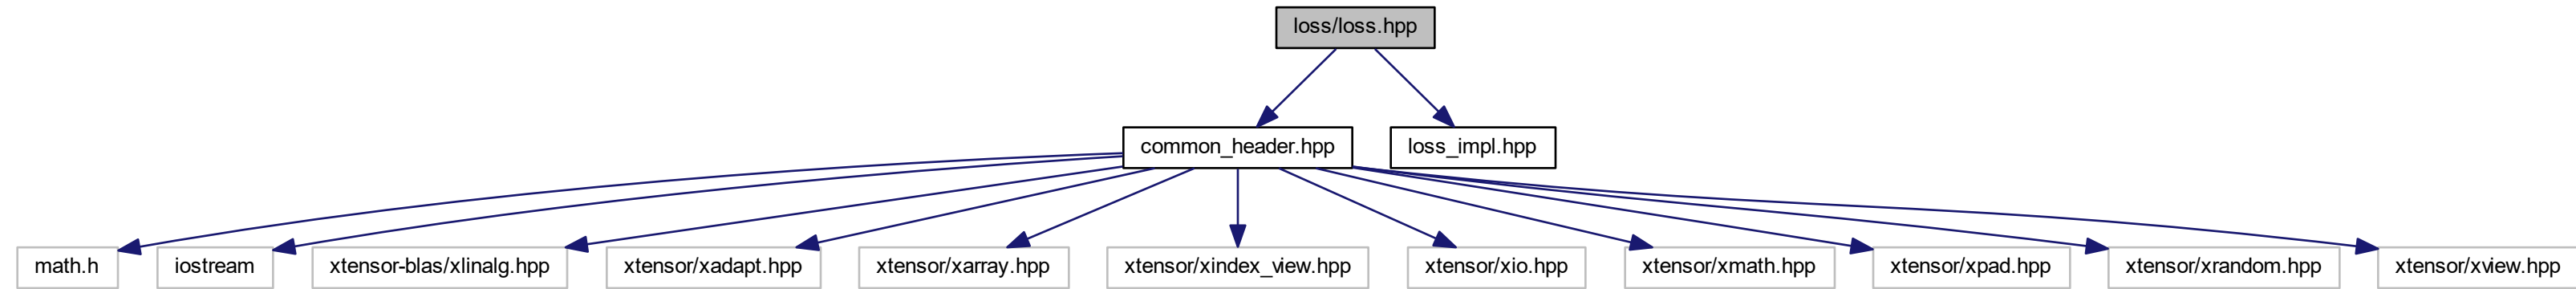 loss/loss.hpp
common_header.hpp
loss_impl.hpp
math.h
iostream
xtensor-blas/xlinalg.hpp
xtensor/xadapt.hpp
xtensor/xarray.hpp
xtensor/xindex_view.hpp
xtensor/xio.hpp
xtensor/xmath.hpp
xtensor/xpad.hpp
xtensor/xrandom.hpp
xtensor/xview.hpp